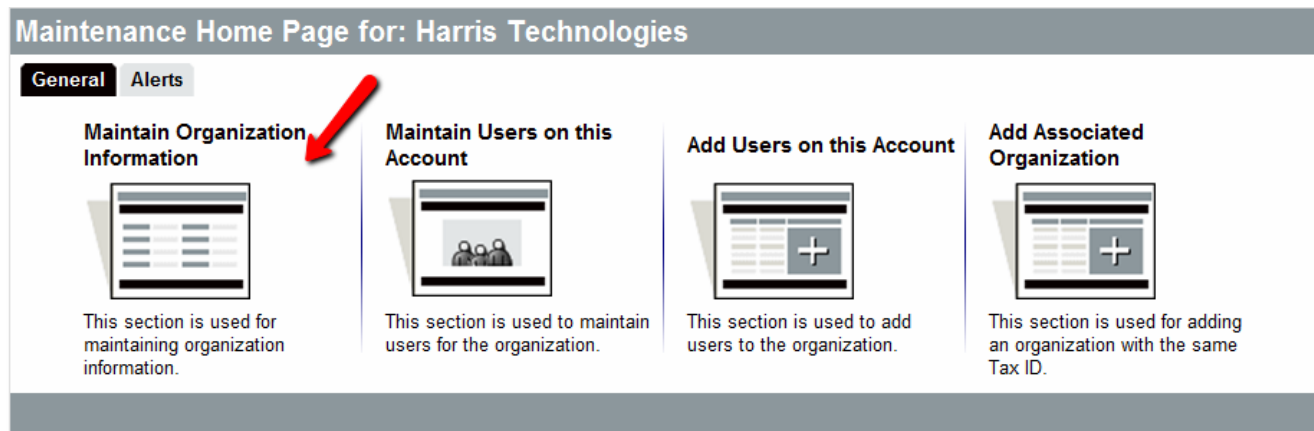 Maintenance Home Page for: Harris Technologies
General Alerts
Maintain Organization
Information
This section is used for
maintaining organization
information.
Maintain Users on this
Account
This section is used to maintain
users for the organization.
Add Users on this Account
This section is used to add
users to the organization.
Add Associated
Organization
This section is used for adding
an organization with the same
Tax ID.